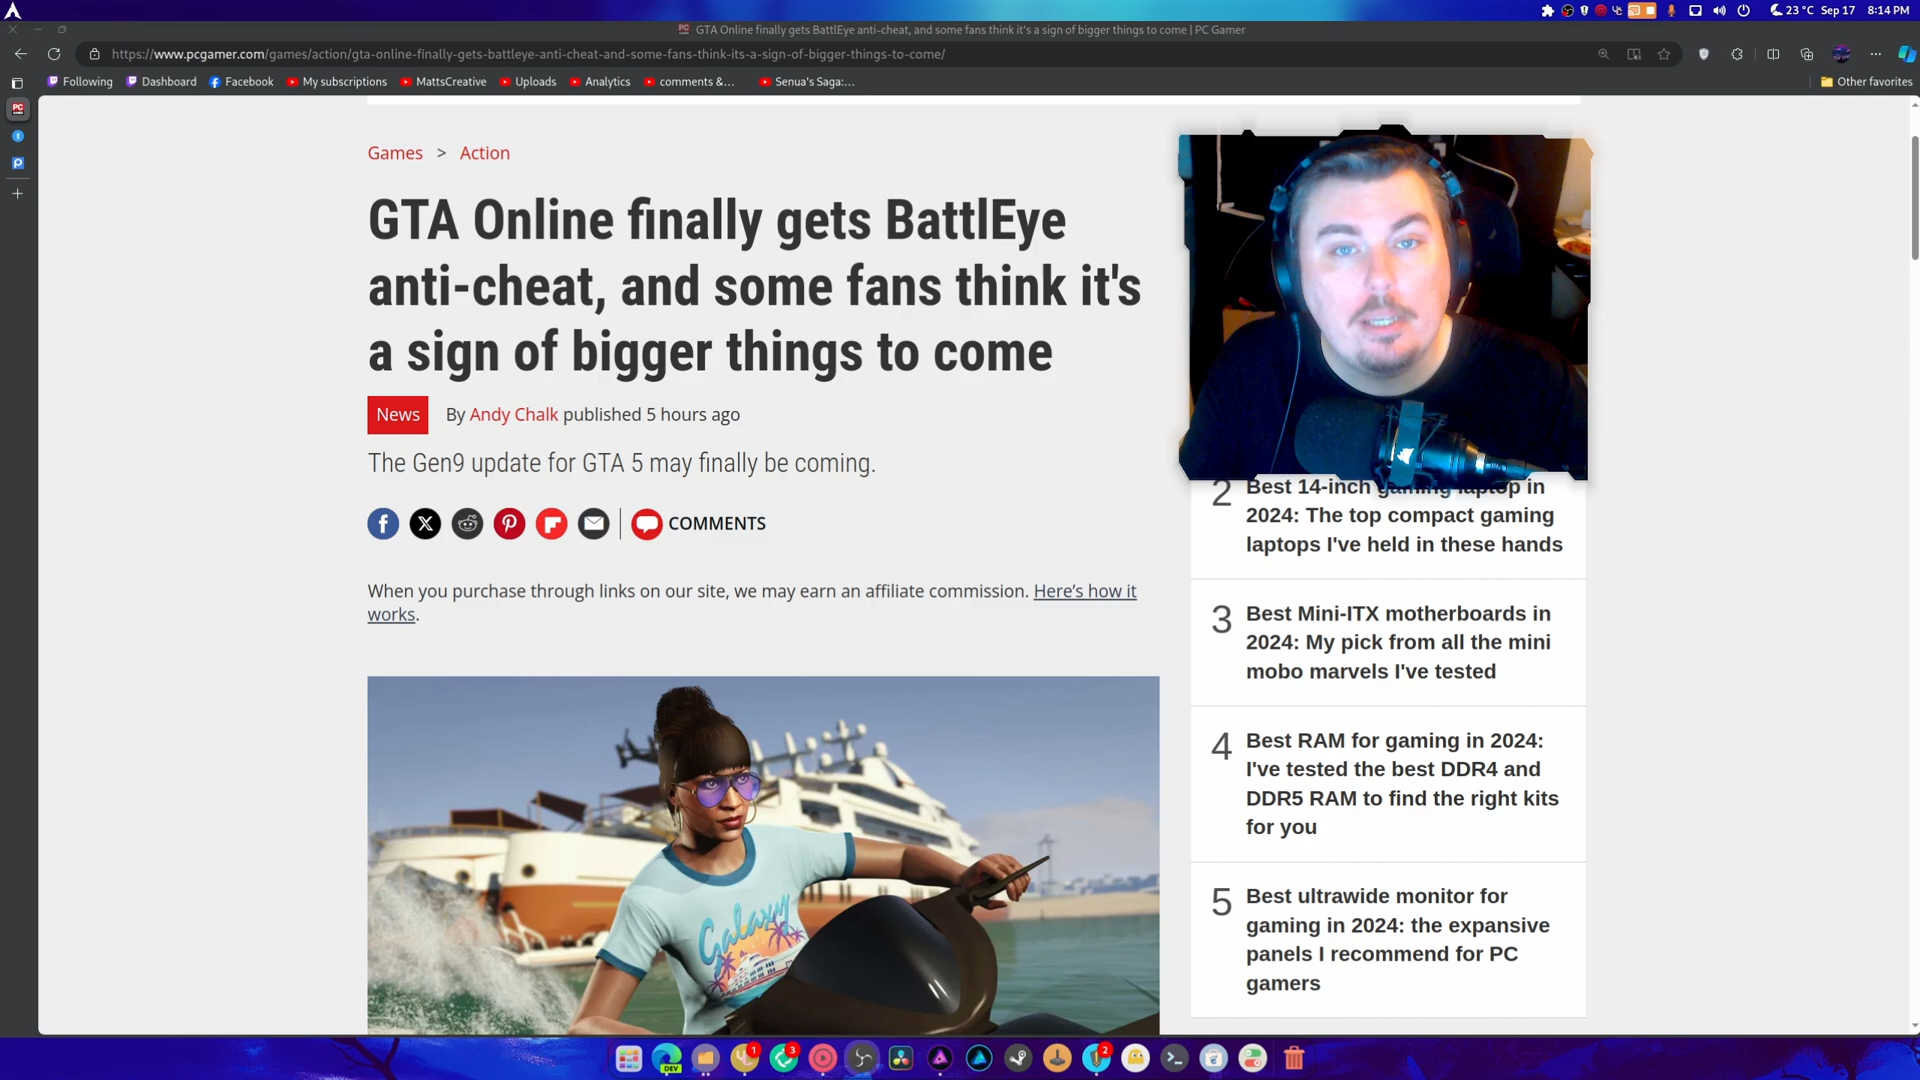 23 °C Sep 17 8:14 PM
GTA Online finally gets BattlEye anti-cheat, and some fans think it's a sign of bigger things to come | PC Gamer
https://www.pcgamer.com/games/action/gta-online-finally-gets-battleye-anti-cheat-and-some-fans-think-its-a-sign-of-bigger-things-to-come/
Following Dashboard Facebook My subscriptions MattsCreative Uploads Analytics comments &... Senua's Saga:... Other favorites
Games > Action
GTA Online finally gets BattlEye
anti-cheat, and some fans think it's
a sign of bigger things to come
News By Andy Chalk published 5 hours ago
The Gen9 update for GTA 5 may finally be coming.
COMMENTS
When you purchase through links on our site, we may earn an affiliate commission. Here's how it
works.
Galaxy
2 Best 14-inch gaming laptop in
2024: The top compact gaming
laptops I've held in these hands
3 Best Mini-ITX motherboards in
2024: My pick from all the mini
mobo marvels I've tested
4 Best RAM for gaming in 2024:
I've tested the best DDR4 and
DDR5 RAM to find the right kits
for you
5 Best ultrawide monitor for
gaming in 2024: the expansive
panels I recommend for PC
gamers
DEV 1 3 2